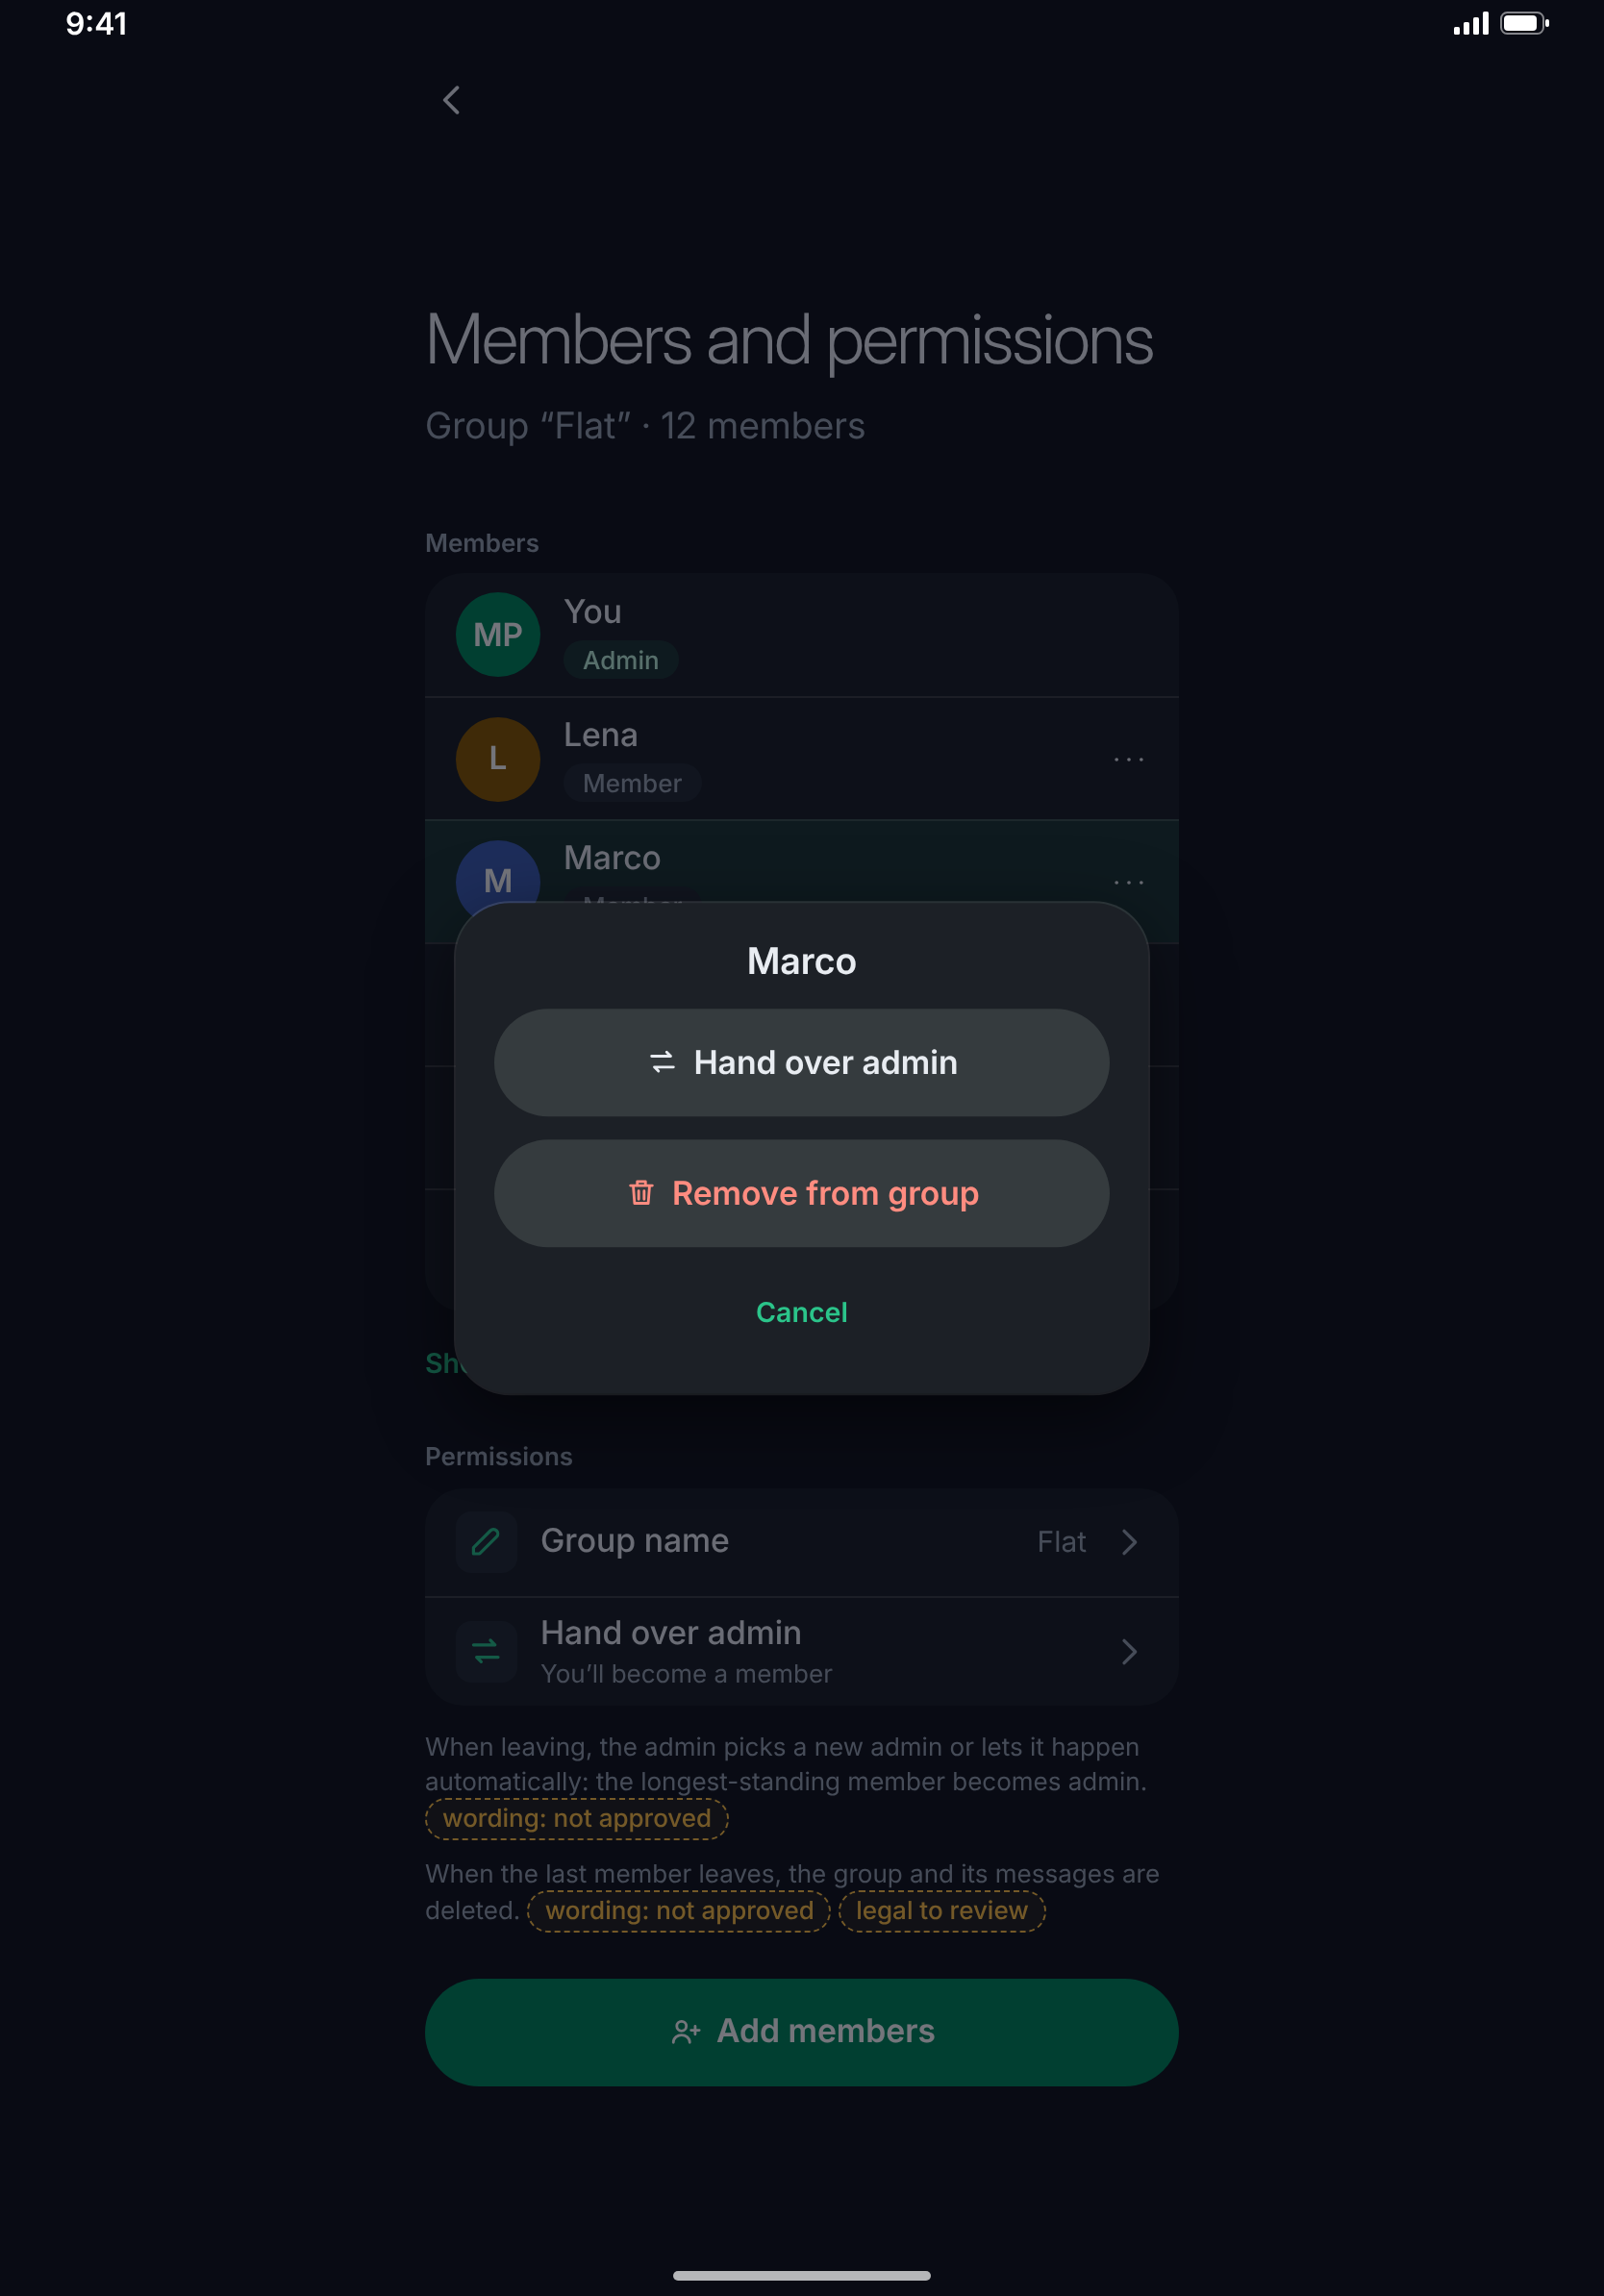 9:41
Members and permissions
Group “Flat” · 12 members
Members
MP
You
Admin
L
Lena
Member
M
Marco
Marco
Hand over admin
Remove from group
Cancel
Permissions
Group name
Flat
Hand over admin
You’ll become a member
When leaving, the admin picks a new admin or lets it happen
automatically: the longest-standing member becomes admin.
wording: not approved
When the last member leaves, the group and its messages are
deleted. wording: not approved legal to review
Add members